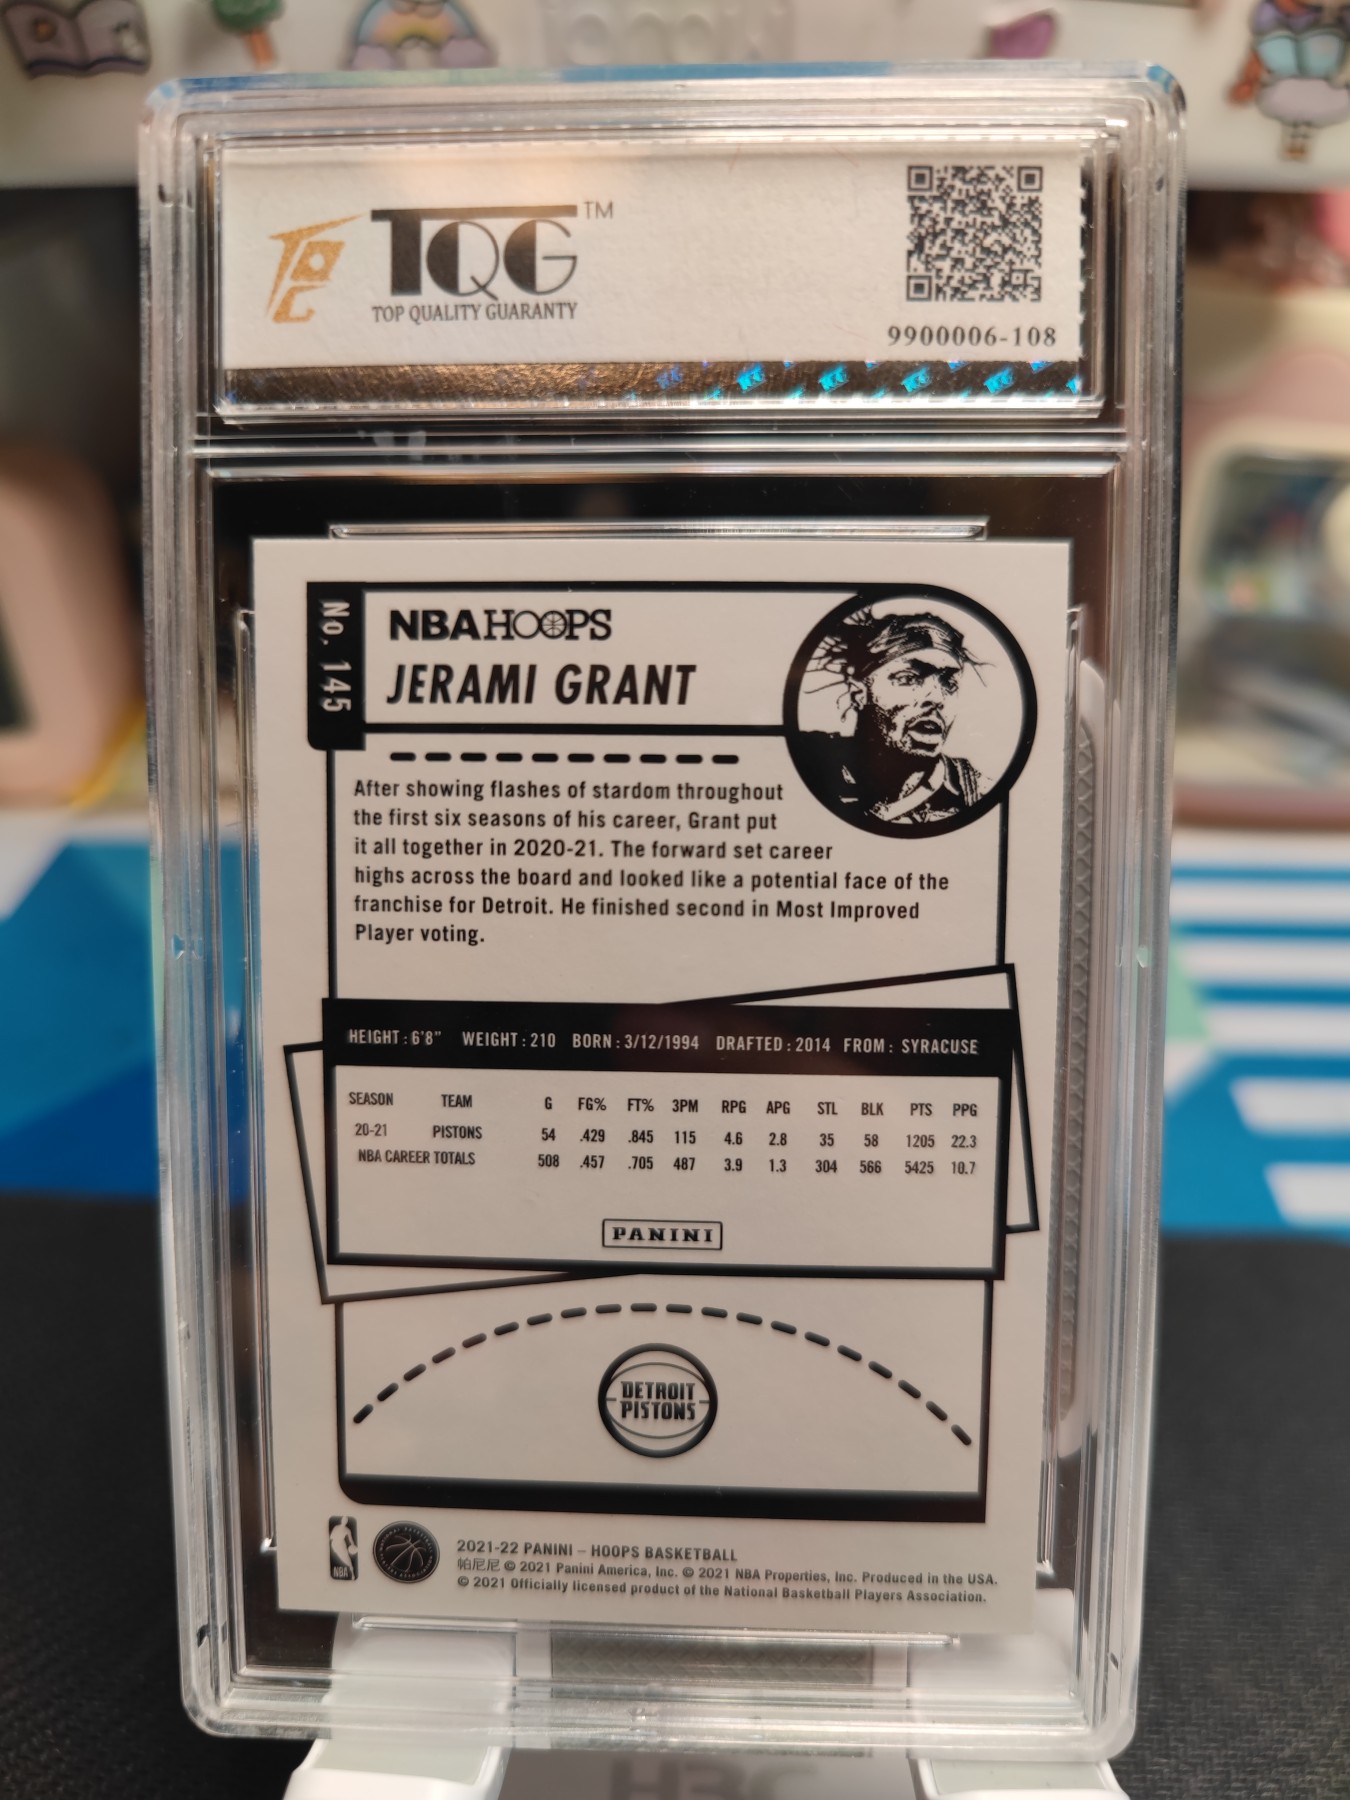 TQG™
TOP QUALITY GUARANTY
9900006-108
No. 145
NBA HOOPS
JERAMI GRANT
After showing flashes of stardom throughout
the first six seasons of his career, Grant put
it all together in 2020-21. The forward set career
highs across the board and looked like a potential face of the
franchise for Detroit. He finished second in Most Improved
Player voting.
HEIGHT: 6'8" WEIGHT: 210 BORN: 3/12/1994 DRAFTED: 2014 FROM: SYRACUSE
SEASON TEAM G FG% FT% 3PM RPG APG STL BLK PTS PPG
20-21 PISTONS 54 .429 .845 115 4.6 2.8 35 58 1205 22.3
NBA CAREER TOTALS 508 .457 .705 487 3.9 1.3 304 566 5425 10.7
PANINI
DETROIT
PISTONS
NBA
2021-22 PANINI – HOOPS BASKETBALL
帕尼尼 © 2021 Panini America, Inc. © 2021 NBA Properties, Inc. Produced in the USA.
© 2021 Officially licensed product of the National Basketball Players Association.